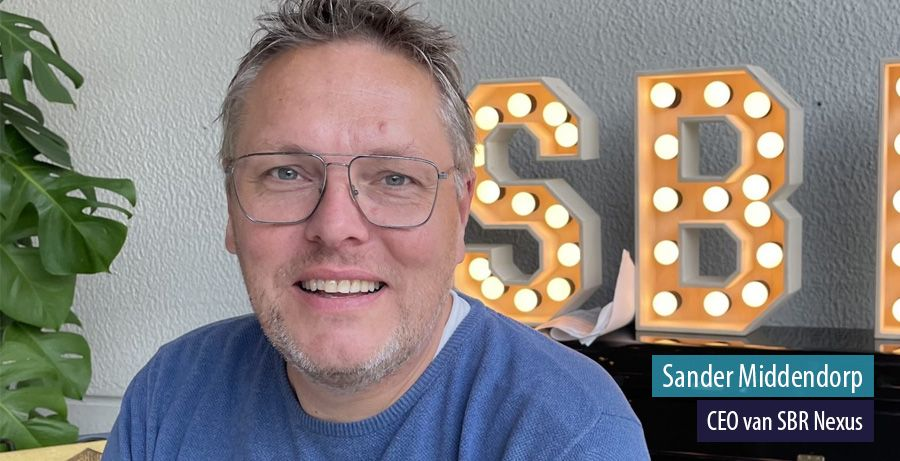 SB
Sander Middendorp
CEO van SBR Nexus